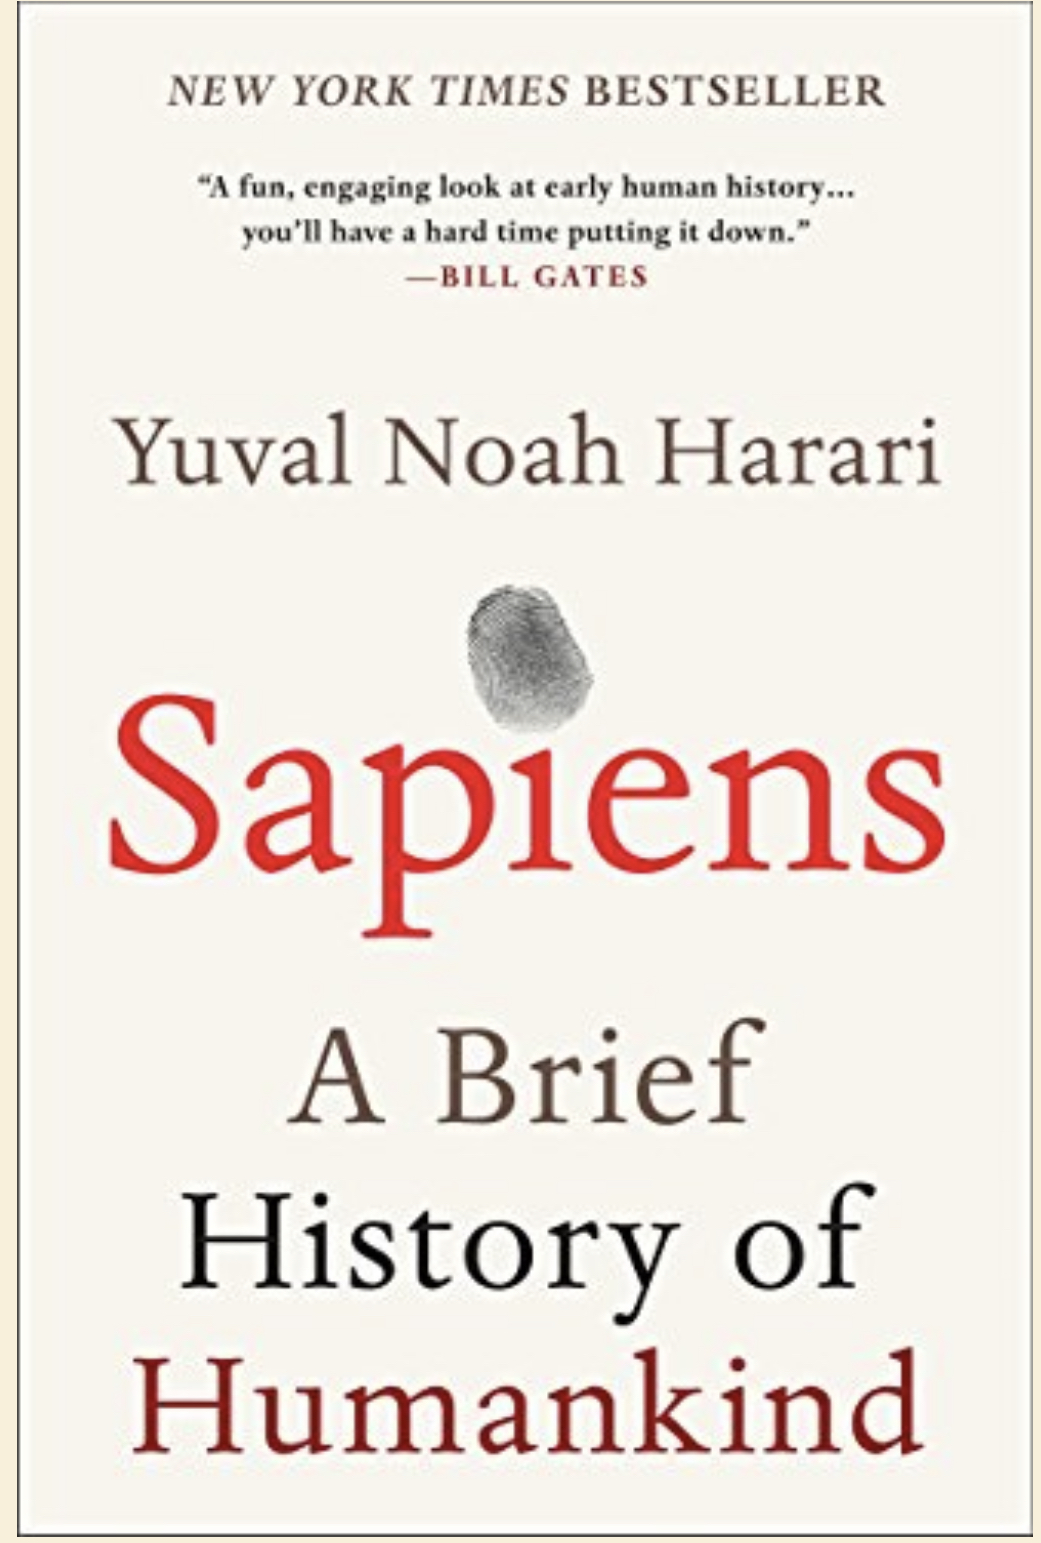 NEW YORK TIMES BESTSELLER
“A fun, engaging look at early human history...
you’ll have a hard time putting it down.”
—BILL GATES
Yuval Noah Harari
Sapiens
A Brief
History of
Humankind